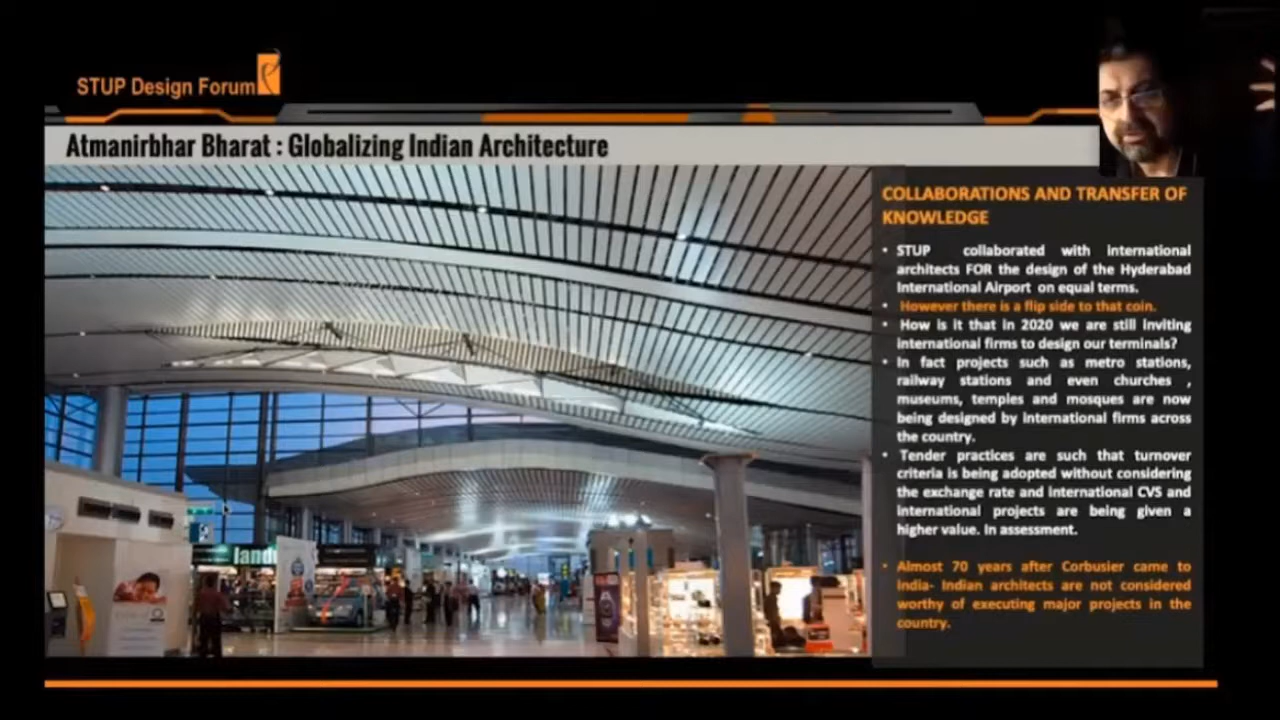 STUP Design Forum
Atmanirbhar Bharat : Globalizing Indian Architecture
COLLABORATIONS AND TRANSFER OF
KNOWLEDGE
• STUP collaborated with international
architects FOR the design of the Hyderabad
International Airport on equal terms.
• However there is a flip side to that coin.
• How is it that in 2020 we are still inviting
international firms to design our terminals?
• In fact projects such as metro stations,
railway stations and even churches ,
museums, temples and mosques are now
being designed by international firms across
the country.
• Tender practices are such that turnover
criteria is being adopted without considering
the exchange rate and International CVS and
international projects are being given a
higher value. In assessment.
• Almost 70 years after Corbusier came to
India- Indian architects are not considered
worthy of executing major projects in the
country.
land